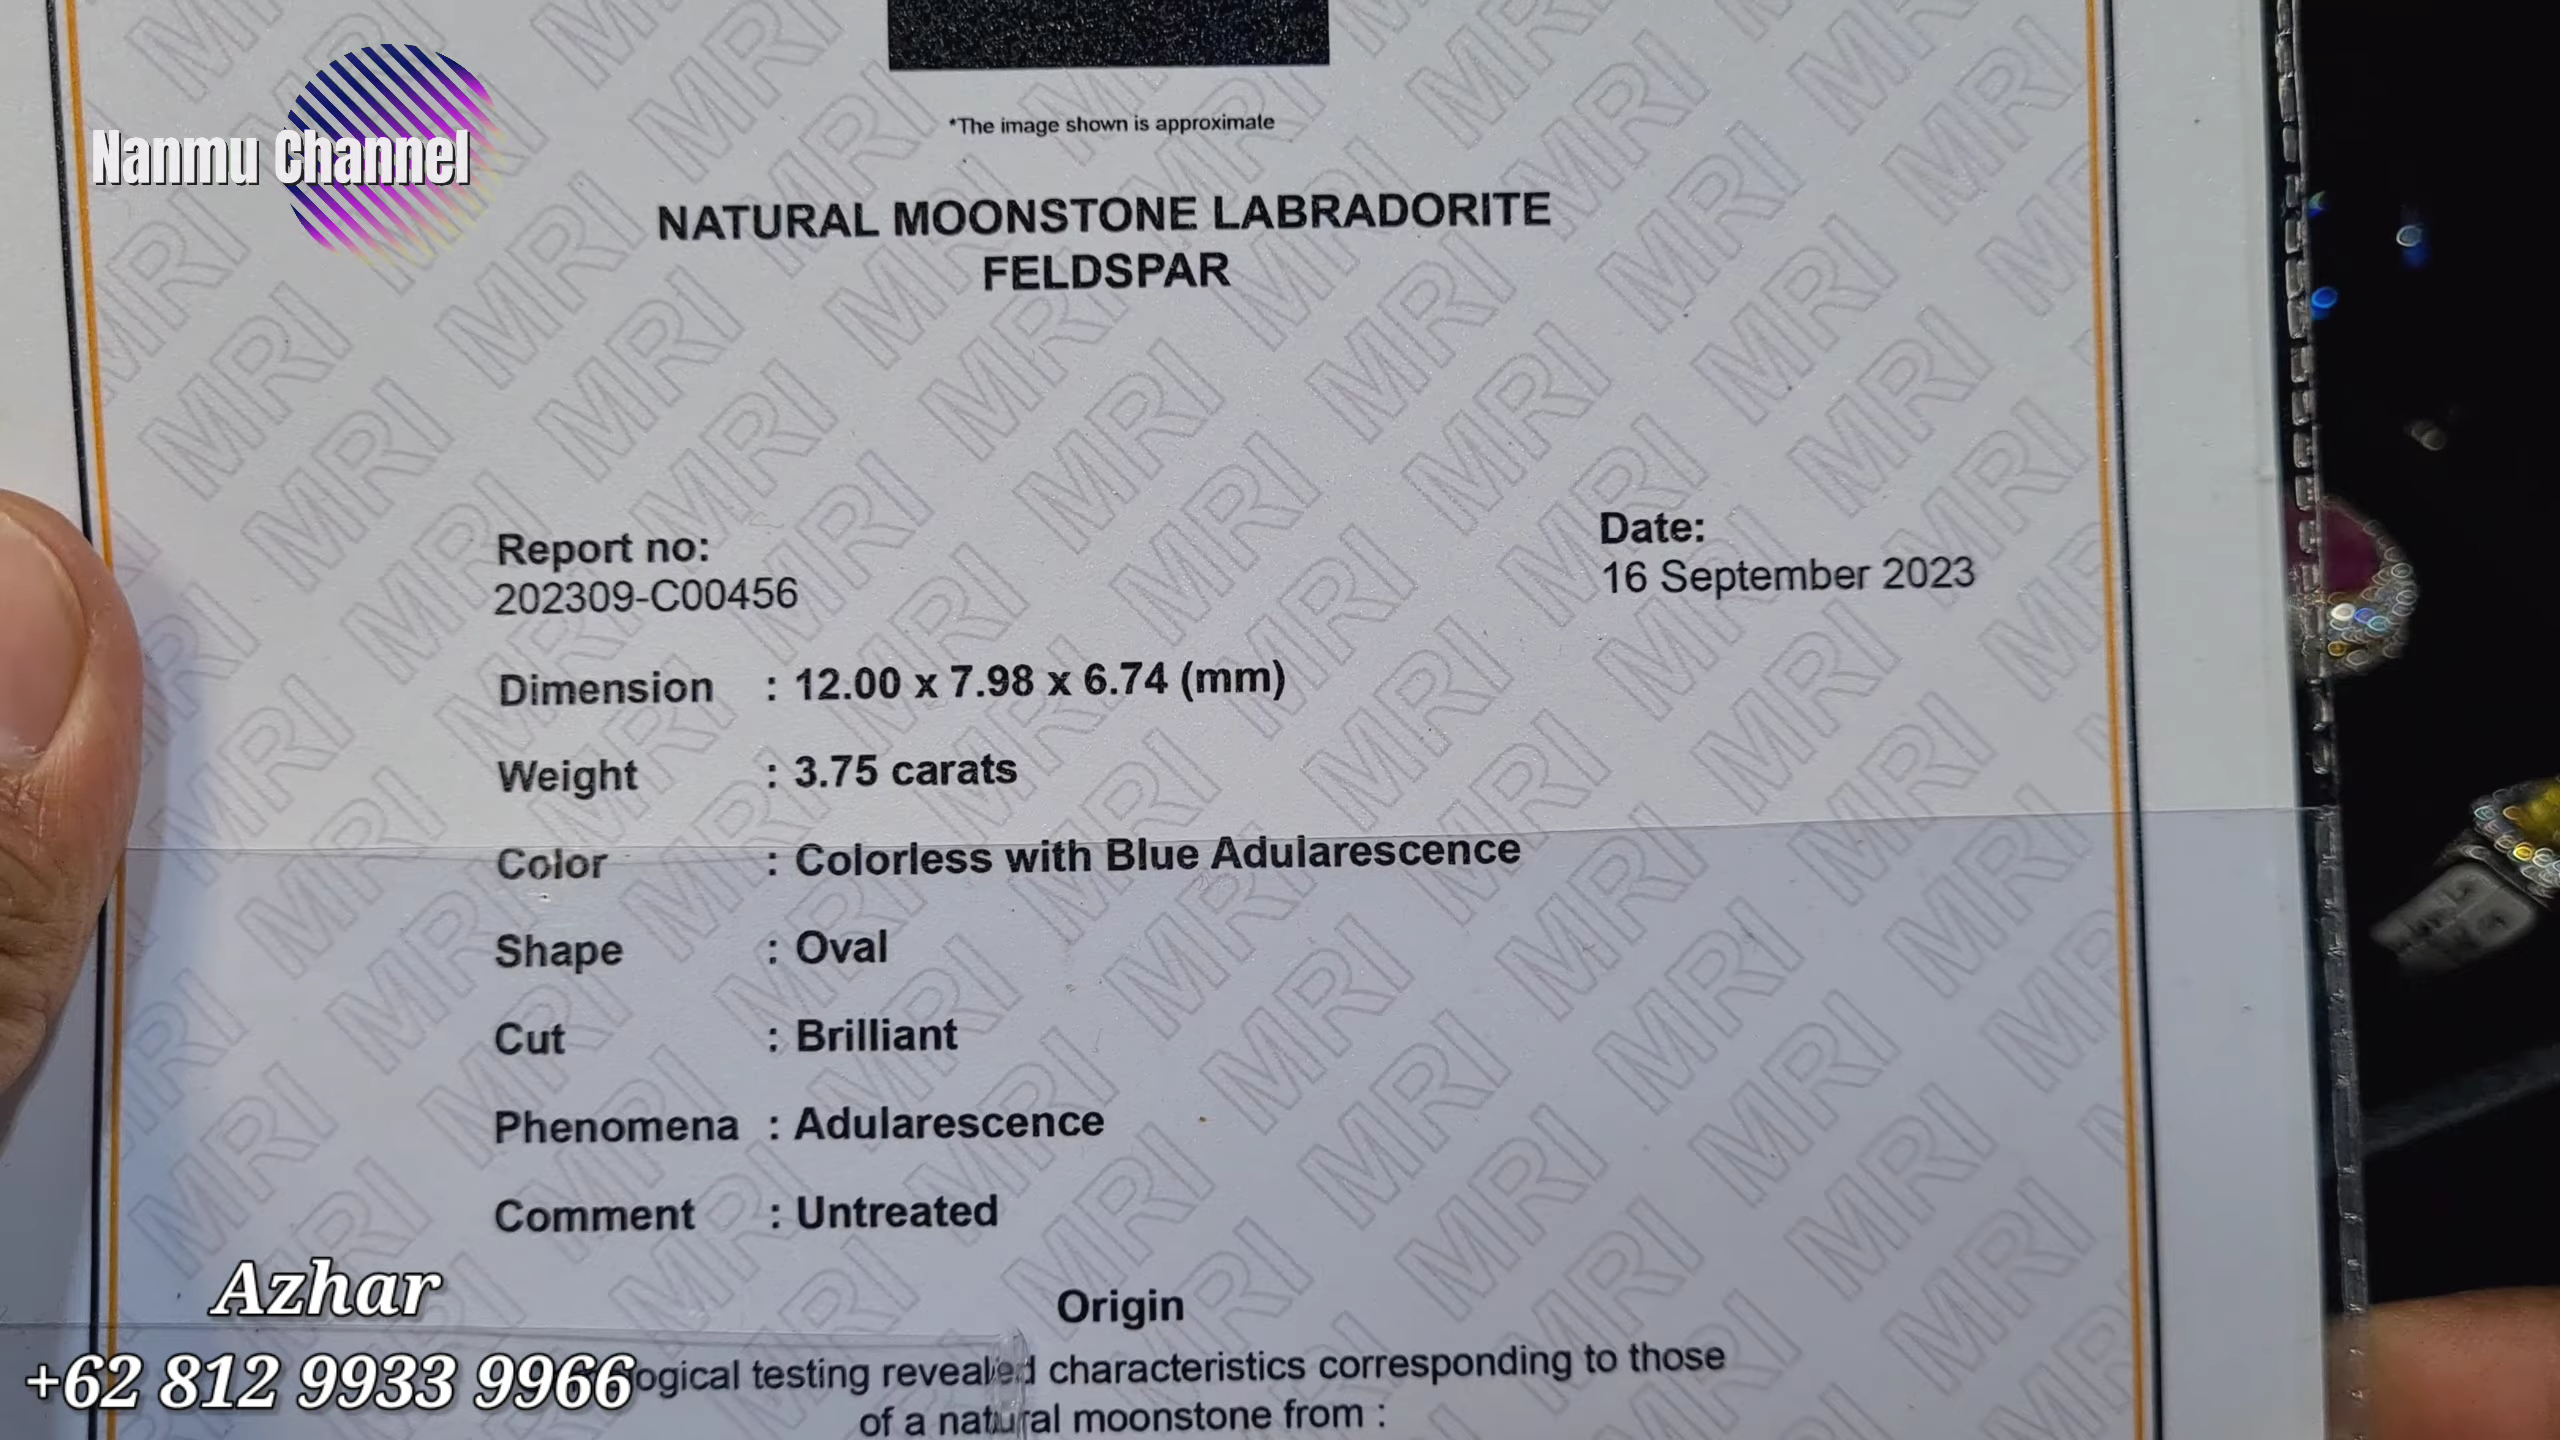 Nanmu Channel
*The image shown is approximate
NATURAL MOONSTONE LABRADORITE
FELDSPAR
Report no:
202309-C00456
Date:
16 September 2023
Dimension : 12.00 x 7.98 x 6.74 (mm)
Weight : 3.75 carats
Color : Colorless with Blue Adularescence
Shape : Oval
Cut : Brilliant
Phenomena : Adularescence
Comment : Untreated
Origin
testing revealed characteristics corresponding to those
of a natural moonstone from :
Azhar
+62 812 9933 9966
MRI